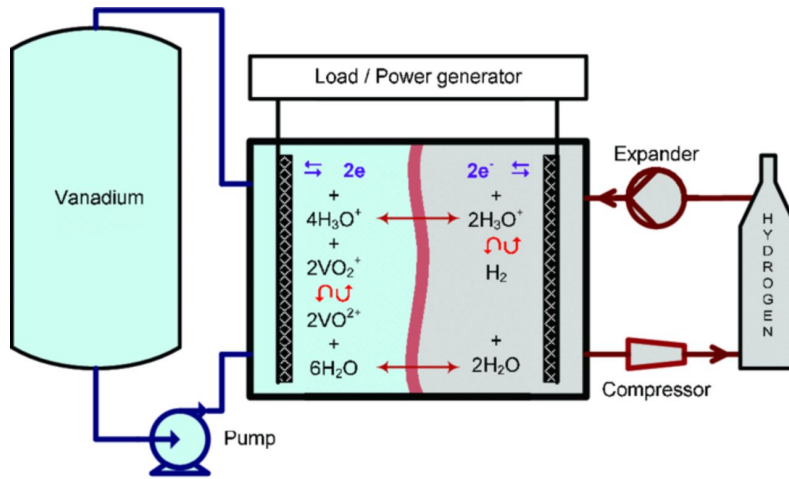 Load / Power generator
Vanadium
⇆ 2e
+
4H₃O⁺
+
2VO₂⁺
2VO²⁺
+
6H₂O
2e⁻ ⇆
+
2H₃O⁺
H₂
+
2H₂O
Expander
HYDROGEN
Compressor
Pump